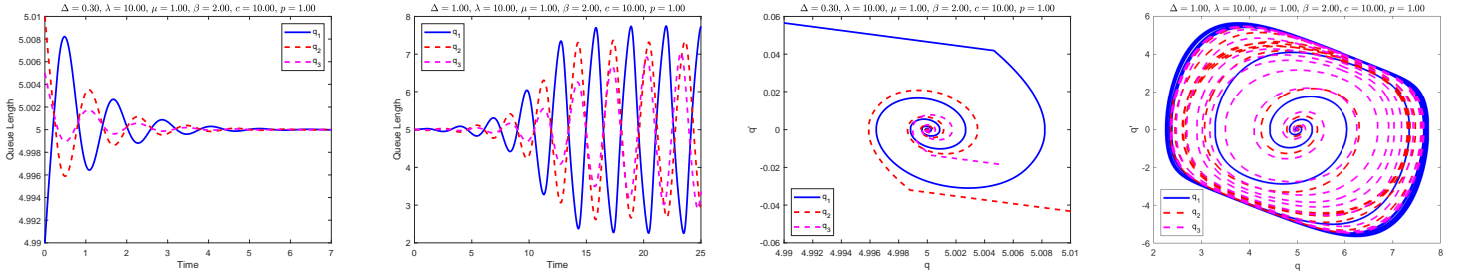 Δ = 0.30, λ = 10.00, μ = 1.00, β = 2.00, c = 10.00, p = 1.00
5.01
5.008
5.006
5.004
5.002
5
4.998
4.996
4.994
4.992
4.99
Queue Length
0 1 2 3 4 5 6 7
Time
q₁
q₂
q₃
Δ = 1.00, λ = 10.00, μ = 1.00, β = 2.00, c = 10.00, p = 1.00
8
7
6
5
4
3
2
Queue Length
0 5 10 15 20 25
Time
q₁
q₂
q₃
Δ = 0.30, λ = 10.00, μ = 1.00, β = 2.00, c = 10.00, p = 1.00
0.06
0.04
0.02
0
-0.02
-0.04
-0.06
q'
4.99 4.992 4.994 4.996 4.998 5 5.002 5.004 5.006 5.008 5.01
q
q₁
q₂
q₃
Δ = 1.00, λ = 10.00, μ = 1.00, β = 2.00, c = 10.00, p = 1.00
6
4
2
0
-2
-4
-6
q'
2 3 4 5 6 7 8
q
q₁
q₂
q₃